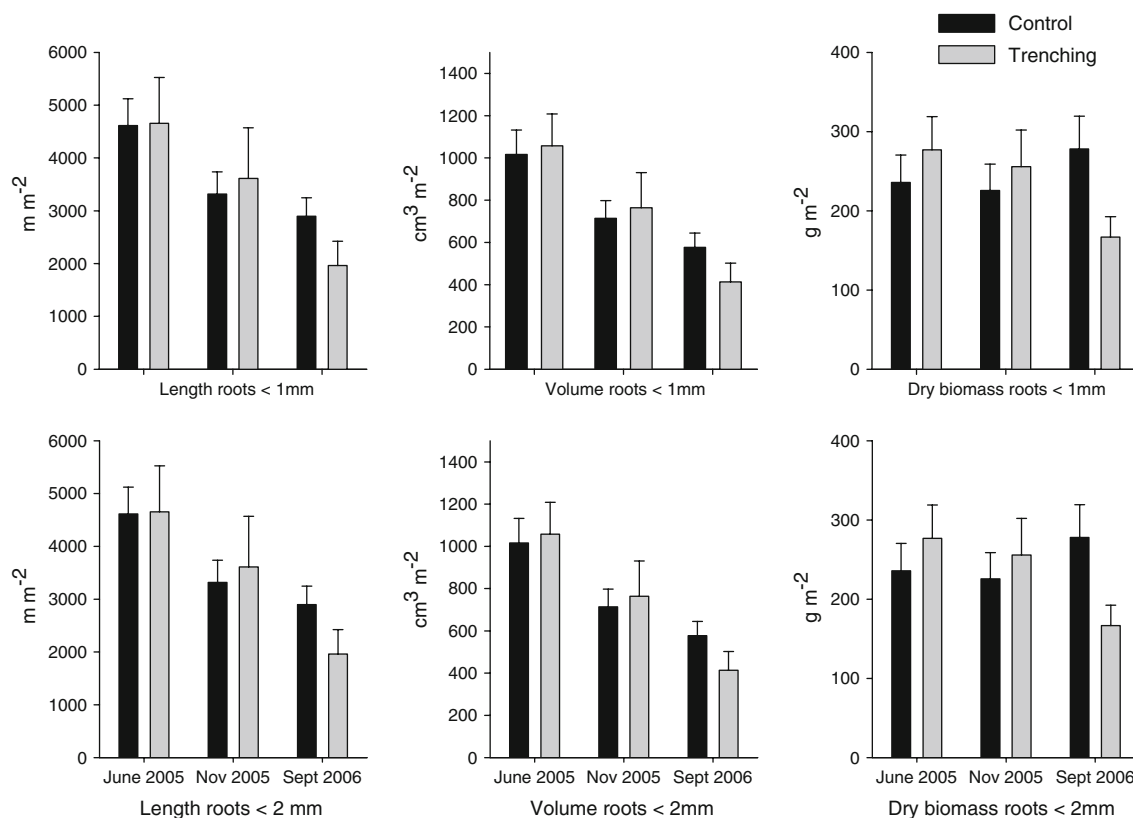 Control
Trenching
6000
5000
4000
3000
2000
1000
0
m m⁻²
Length roots < 1mm
1400
1200
1000
800
600
400
200
0
cm³ m⁻²
Volume roots < 1mm
400
300
200
100
0
g m⁻²
Dry biomass roots < 1mm
6000
5000
4000
3000
2000
1000
0
m m⁻²
June 2005 Nov 2005 Sept 2006
Length roots < 2 mm
1400
1200
1000
800
600
400
200
0
cm³ m⁻²
June 2005 Nov 2005 Sept 2006
Volume roots < 2mm
400
300
200
100
0
g m⁻²
June 2005 Nov 2005 Sept 2006
Dry biomass roots < 2mm